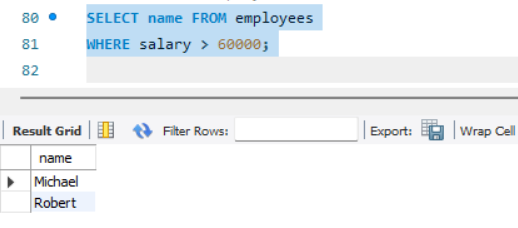 80 SELECT name FROM employees
81 WHERE salary > 60000;
82
Result Grid Filter Rows: Export: Wrap Cell
name
Michael
Robert